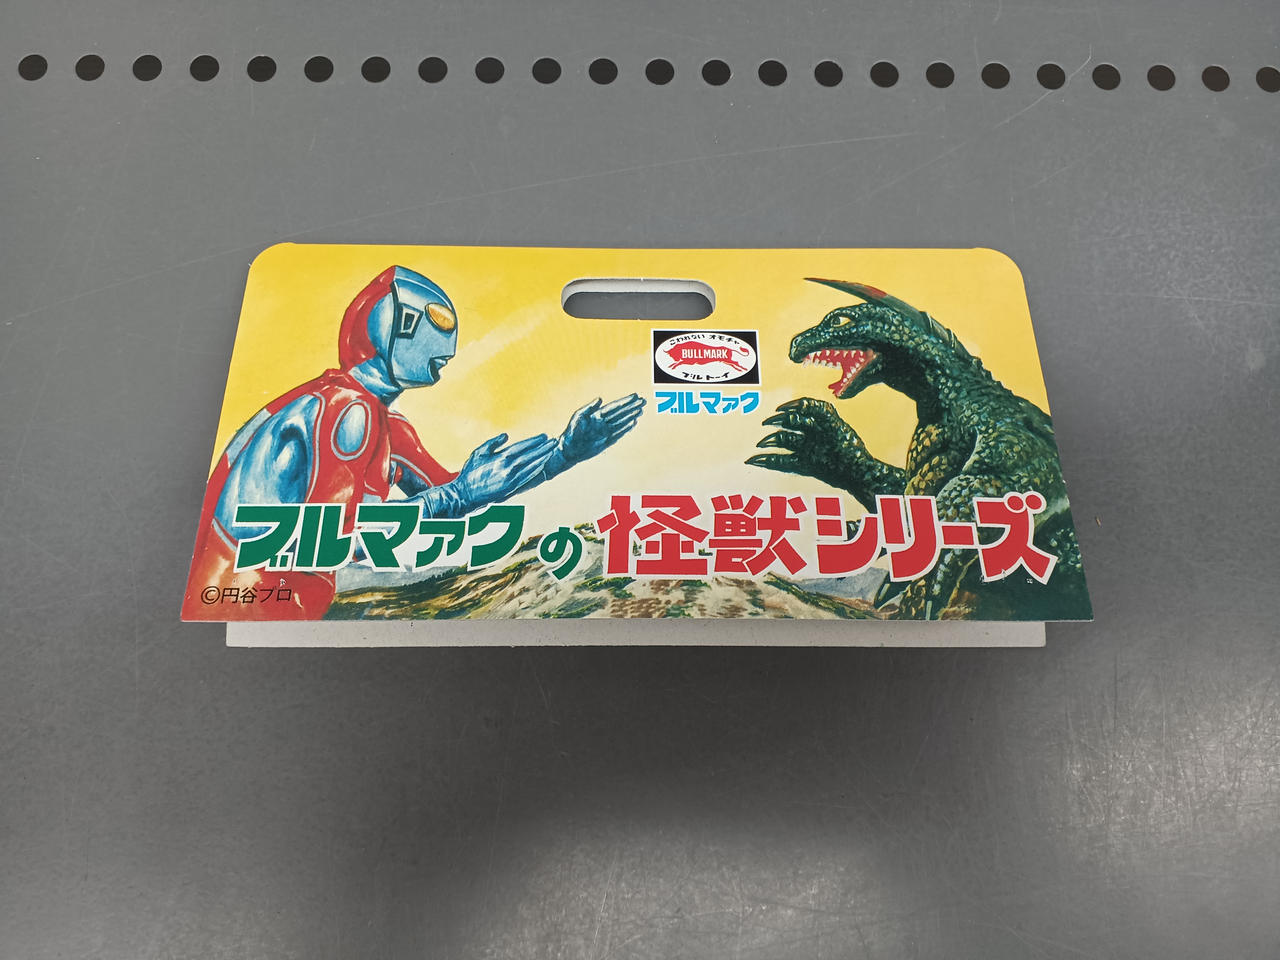 こわれない オモチャ
BULLMARK
ブルトーイ
ブルマァク
ブルマァクの怪獣シリーズ
©円谷プロ